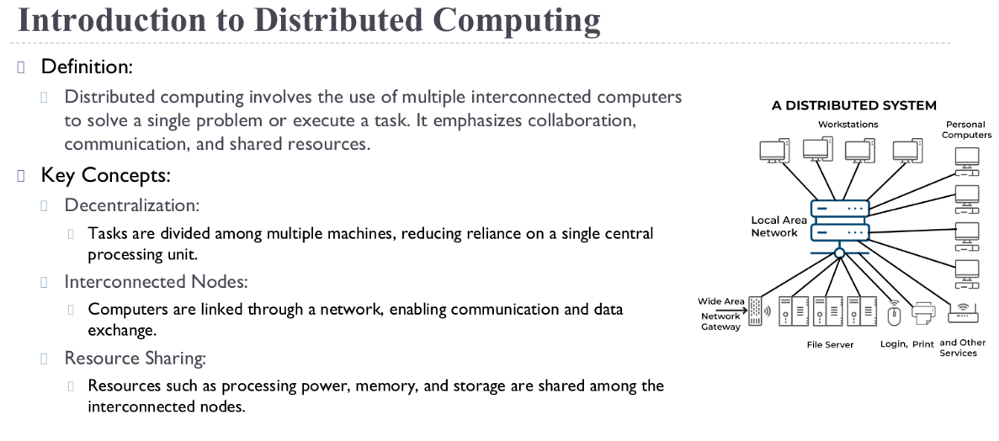 Introduction to Distributed Computing
Definition:
Distributed computing involves the use of multiple interconnected computers
to solve a single problem or execute a task. It emphasizes collaboration,
communication, and shared resources.
Key Concepts:
Decentralization:
Tasks are divided among multiple machines, reducing reliance on a single central
processing unit.
Interconnected Nodes:
Computers are linked through a network, enabling communication and data
exchange.
Resource Sharing:
Resources such as processing power, memory, and storage are shared among the
interconnected nodes.
A DISTRIBUTED SYSTEM
Workstations
Personal
Computers
Local Area
Network
Wide Area
Network
Gateway
File Server
Login, Print
and Other
Services